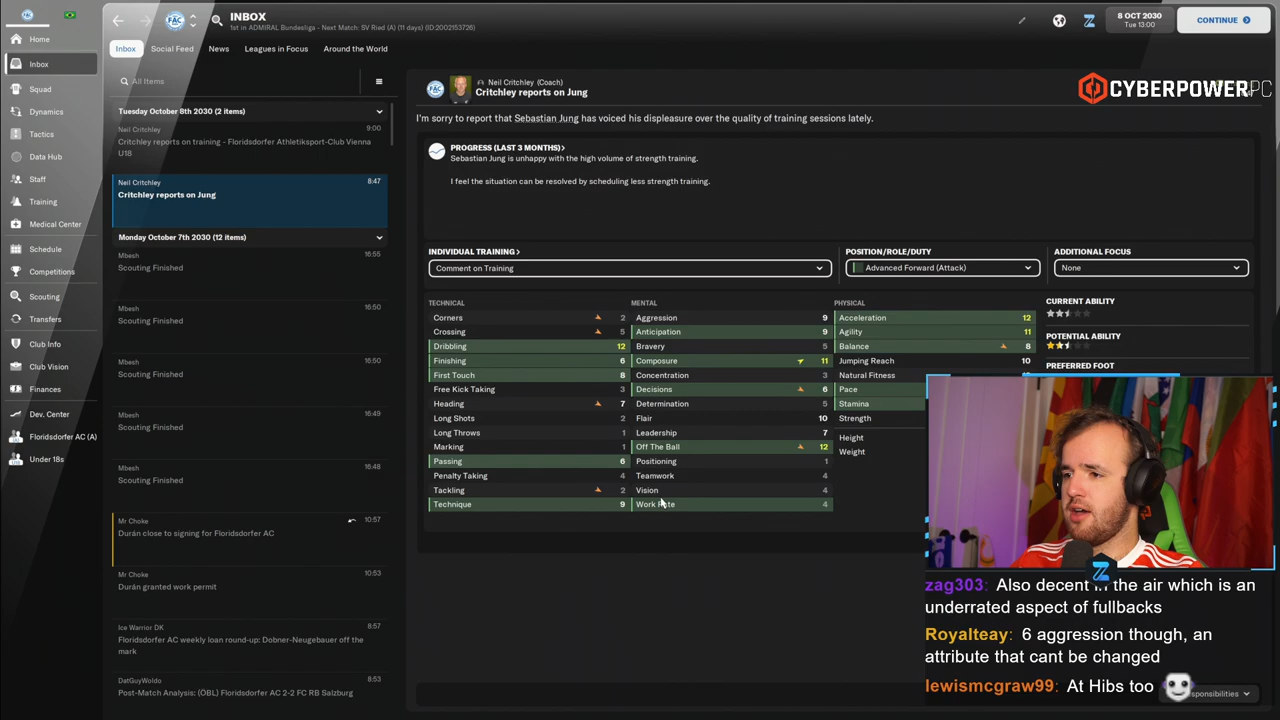 INBOX
1st in ADMIRAL Bundesliga - Next Match: SV Ried (A) (11 days) (ID:2002153726)
8 OCT 2030
Tue 13:00
CONTINUE
Home
Inbox
Squad
Dynamics
Tactics
Data Hub
Staff
Training
Medical Center
Schedule
Competitions
Scouting
Transfers
Club Info
Club Vision
Finances
Dev. Center
Floridsdorfer AC (A)
Under 18s
Inbox
Social Feed
News
Leagues in Focus
Around the World
All Items
Tuesday October 8th 2030 (2 items)
Neil Critchley
9:00
Critchley reports on training - Floridsdorfer Athletiksport-Club Vienna
U18
Neil Critchley
8:47
Critchley reports on Jung
Monday October 7th 2030 (12 items)
Mbesh
16:55
Scouting Finished
Mbesh
16:50
Scouting Finished
Mbesh
16:50
Scouting Finished
Mbesh
16:49
Scouting Finished
Mbesh
16:48
Scouting Finished
Mr Choke
10:57
Durán close to signing for Floridsdorfer AC
Mr Choke
10:53
Durán granted work permit
Ice Warrior DK
8:57
Floridsdorfer AC weekly loan round-up: Dobner-Neugebauer off the
mark
DatGuyWoldo
8:53
Post-Match Analysis: (ÖBL) Floridsdorfer AC 2-2 FC RB Salzburg
Neil Critchley (Coach)
Critchley reports on Jung
CYBERPOWERPC
I'm sorry to report that Sebastian Jung has voiced his displeasure over the quality of training sessions lately.
PROGRESS (LAST 3 MONTHS)
Sebastian Jung is unhappy with the high volume of strength training.
I feel the situation can be resolved by scheduling less strength training.
INDIVIDUAL TRAINING
Comment on Training
POSITION/ROLE/DUTY
Advanced Forward (Attack)
ADDITIONAL FOCUS
None
TECHNICAL
Corners 2
Crossing 5
Dribbling 12
Finishing 6
First Touch 8
Free Kick Taking 3
Heading 7
Long Shots 2
Long Throws 1
Marking 1
Passing 6
Penalty Taking 4
Tackling 2
Technique 9
MENTAL
Aggression 9
Anticipation 9
Bravery 5
Composure 11
Concentration 3
Decisions 6
Determination 5
Flair 10
Leadership 7
Off The Ball 12
Positioning 1
Teamwork 4
Vision 4
Work Rate 4
PHYSICAL
Acceleration 12
Agility 11
Balance 8
Jumping Reach 10
Natural Fitness
Pace
Stamina
Strength
Height
Weight
CURRENT ABILITY
POTENTIAL ABILITY
PREFERRED FOOT
zag303: Also decent in the air which is an
underrated aspect of fullbacks
Royalteay: 6 aggression though, an
attribute that cant be changed
lewismcgraw99: At Hibs too